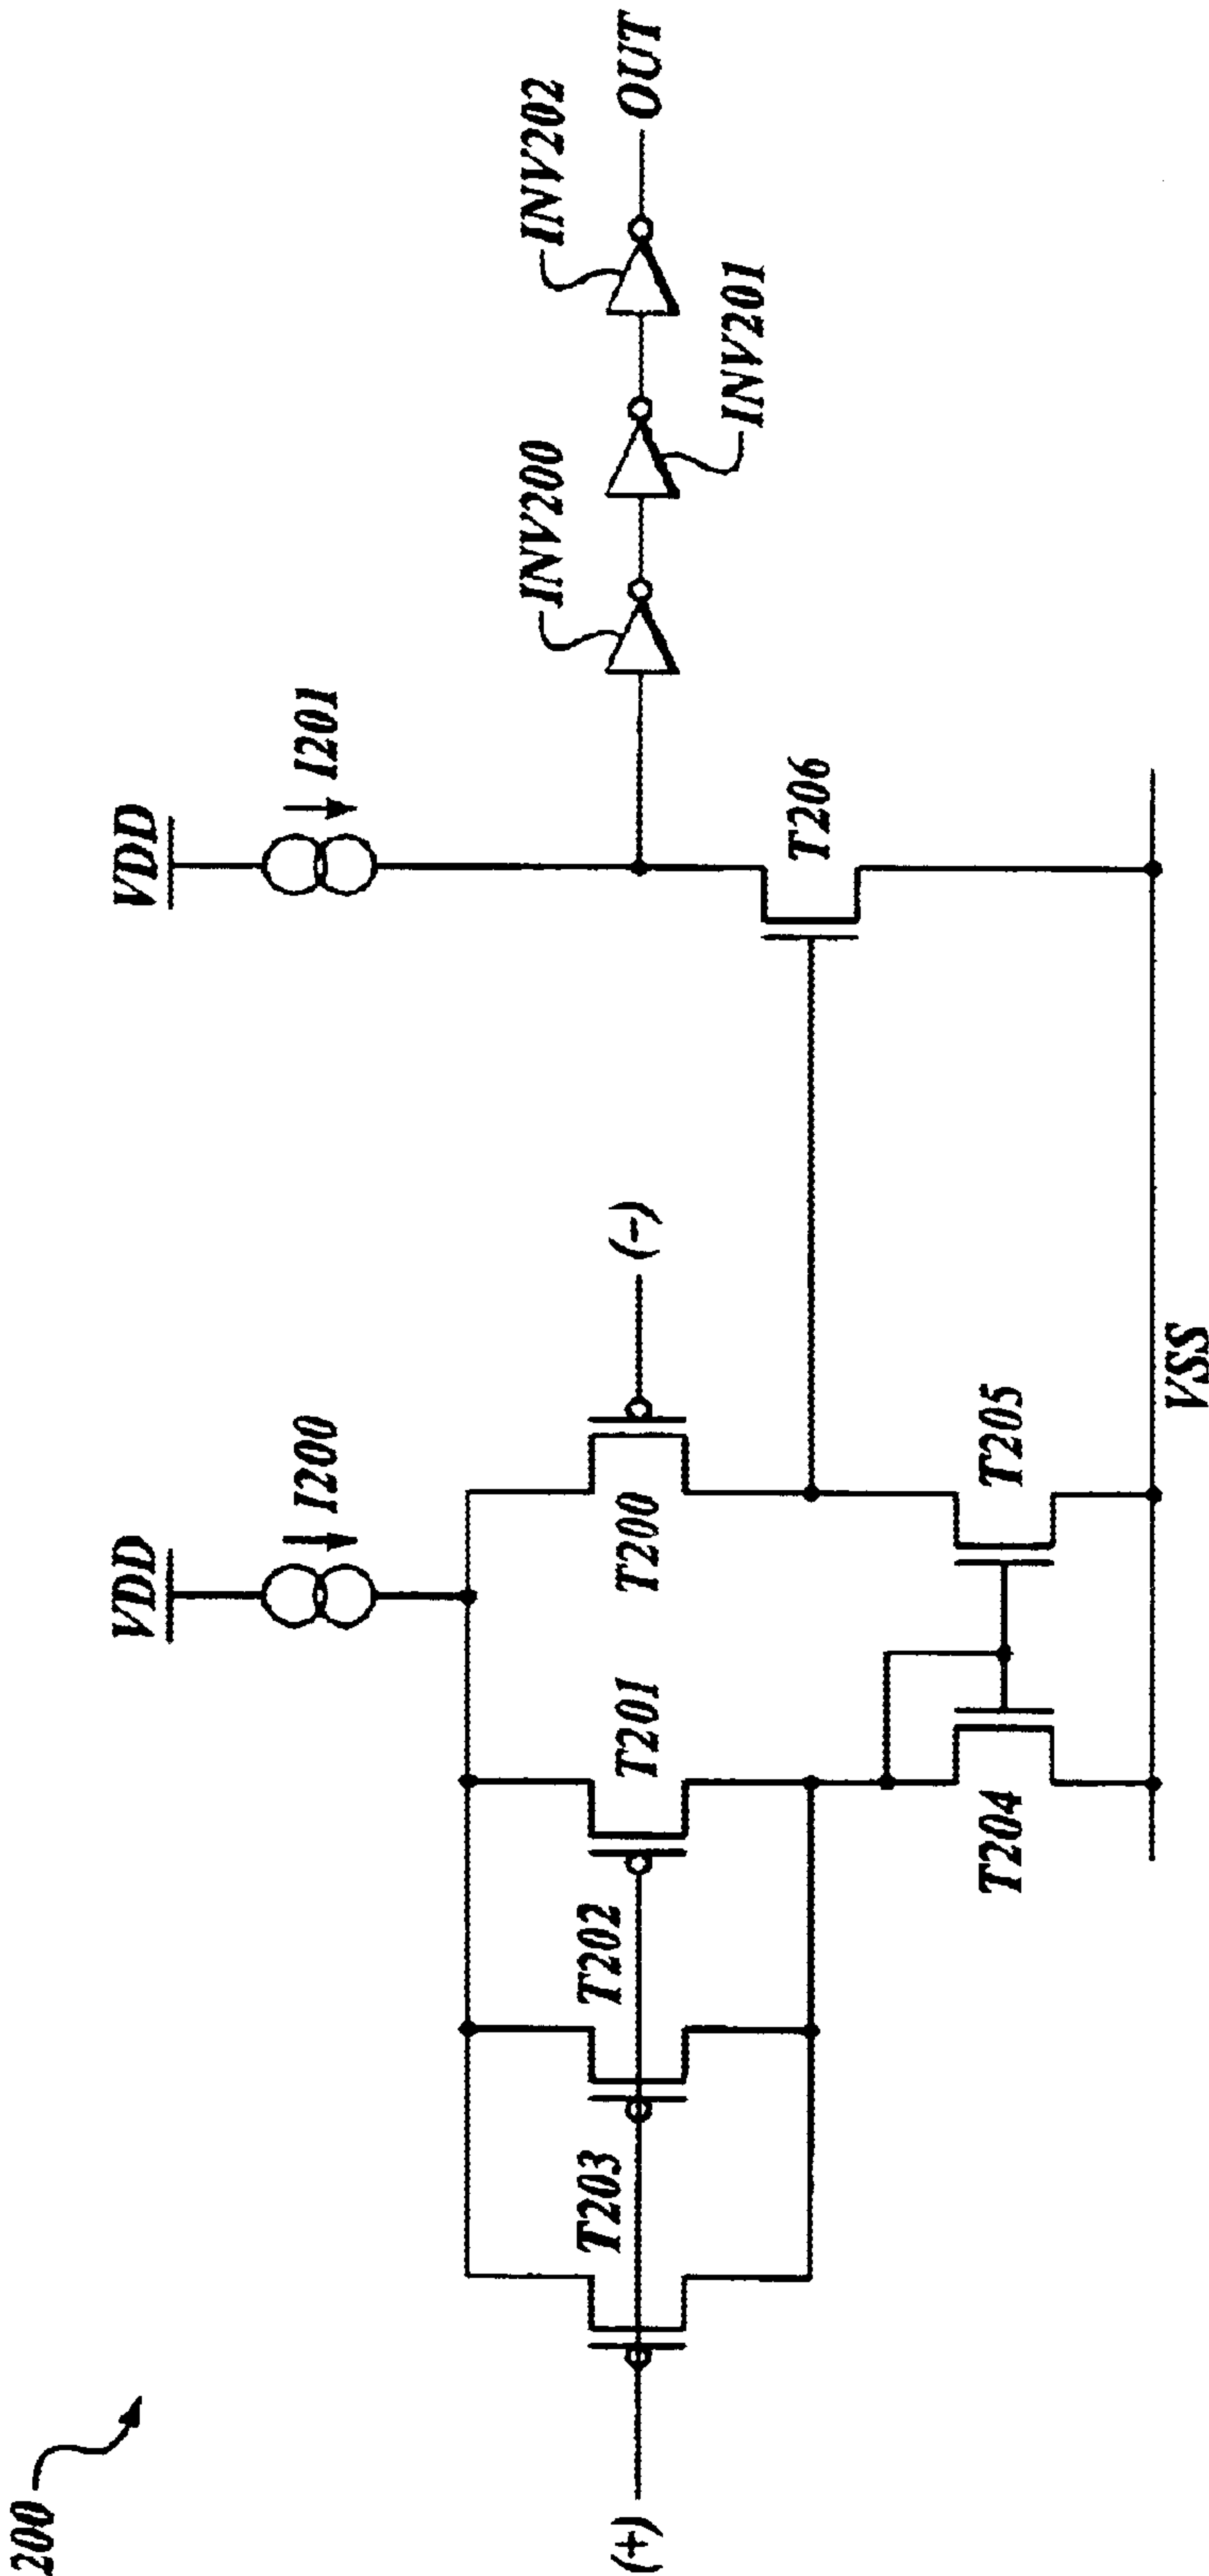 200
VDD
I200
VDD
I201
(+)
T203
T202
T201
T200
(-)
T204
T205
VSS
T206
INV200
INV201
INV202
OUT